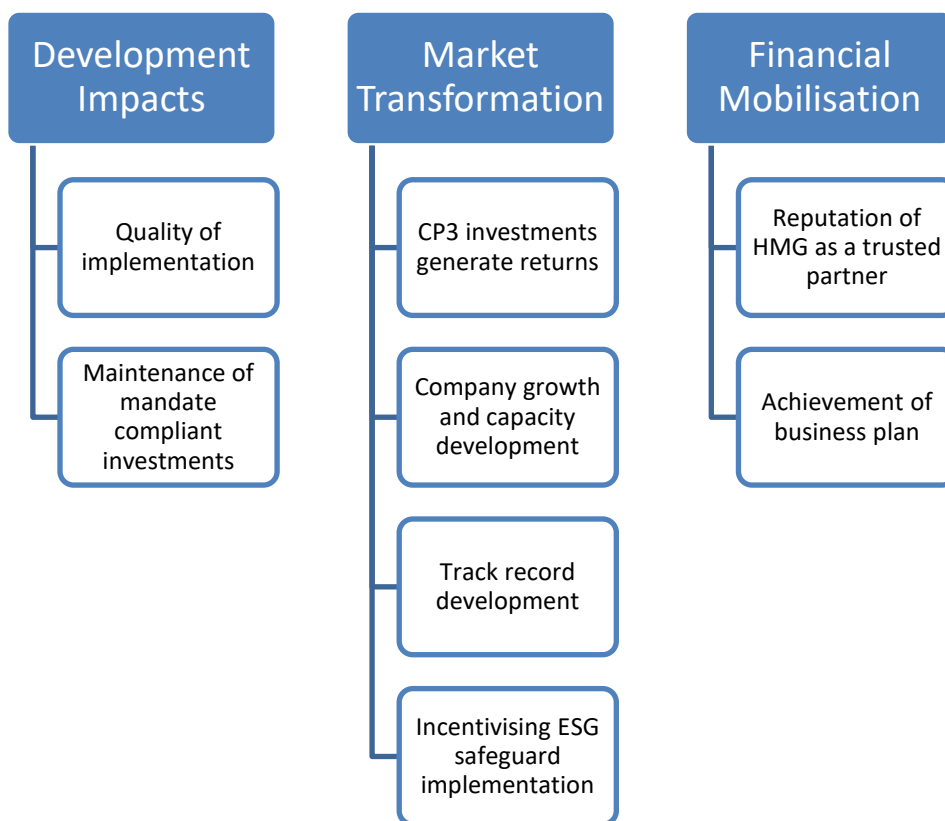 Development
Impacts
Quality of
implementation
Maintenance of
mandate
compliant
investments
Market
Transformation
CP3 investments
generate returns
Company growth
and capacity
development
Track record
development
Incentivising ESG
safeguard
implementation
Financial
Mobilisation
Reputation of
HMG as a trusted
partner
Achievement of
business plan